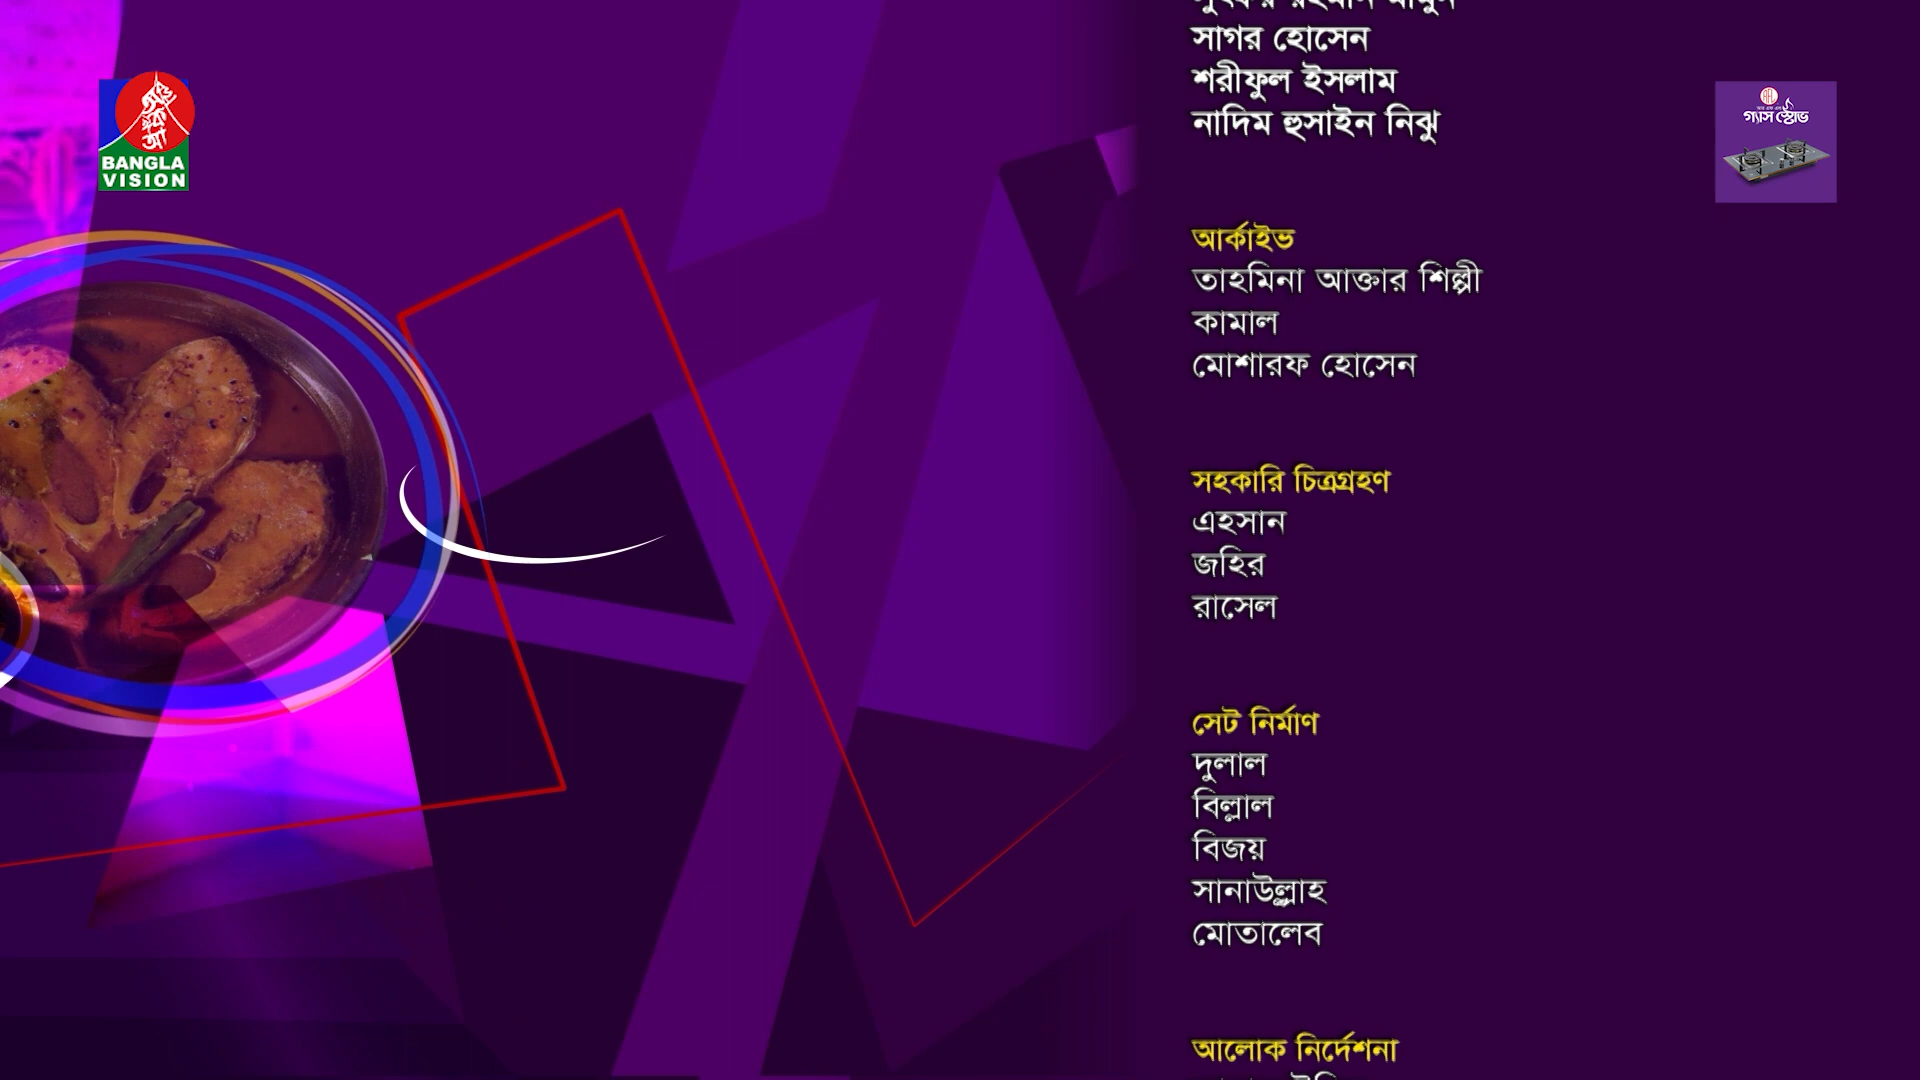 BANGLA
VISION
গ্যাস স্টোভ
সাগর হোসেন
শরীফুল ইসলাম
নাদিম হুসাইন নিঝু
আর্কাইভ
তাহমিনা আক্তার শিল্পী
কামাল
মোশারফ হোসেন
সহকারি চিত্রগ্রহণ
এহসান
জহির
রাসেল
সেট নির্মাণ
দুলাল
বিল্লাল
বিজয়
সানাউল্লাহ
মোতালেব
আলোক নির্দেশনা